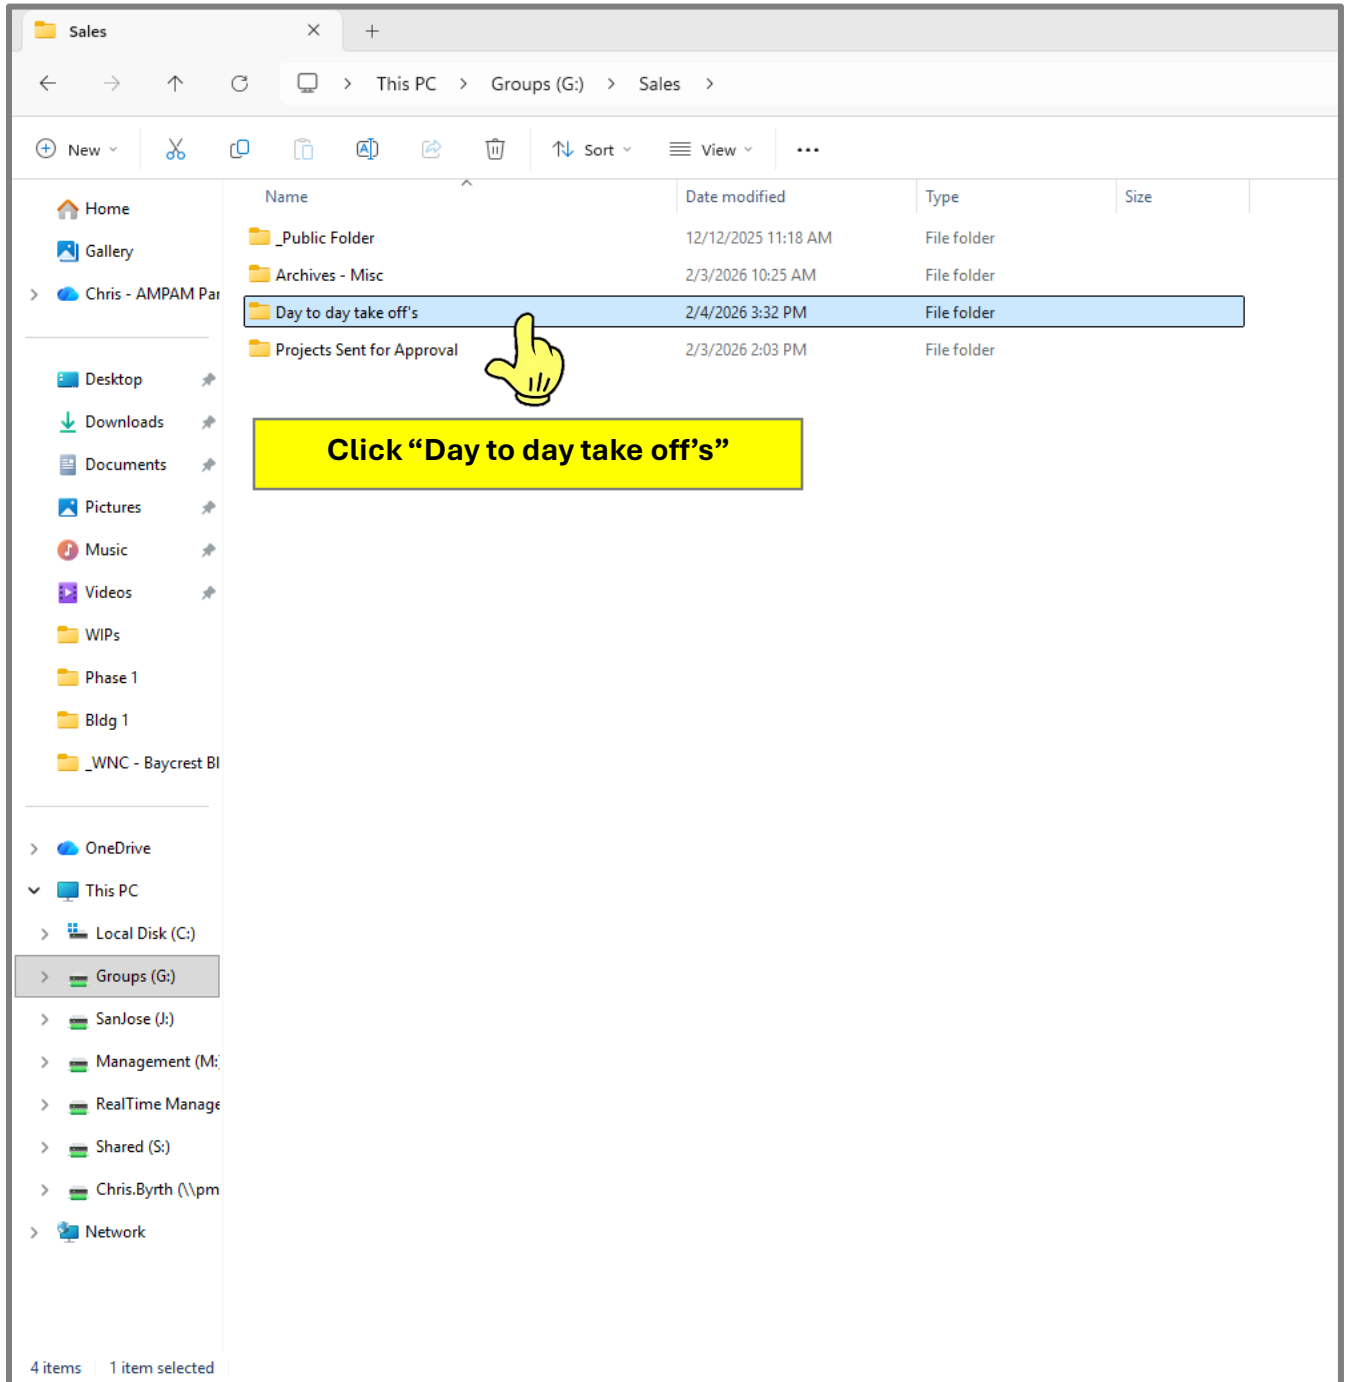 Sales
This PC > Groups (G:) > Sales >
New
Sort
View
Name Date modified Type Size
_Public Folder 12/12/2025 11:18 AM File folder
Archives - Misc 2/3/2026 10:25 AM File folder
Day to day take off's 2/4/2026 3:32 PM File folder
Projects Sent for Approval 2/3/2026 2:03 PM File folder
Click “Day to day take off’s”
Home
Gallery
Chris - AMPAM Par
Desktop
Downloads
Documents
Pictures
Music
Videos
WIPs
Phase 1
Bldg 1
_WNC - Baycrest Bl
OneDrive
This PC
Local Disk (C:)
Groups (G:)
SanJose (J:)
Management (M:
RealTime Manage
Shared (S:)
Chris.Byrth (\\pm
Network
4 items 1 item selected